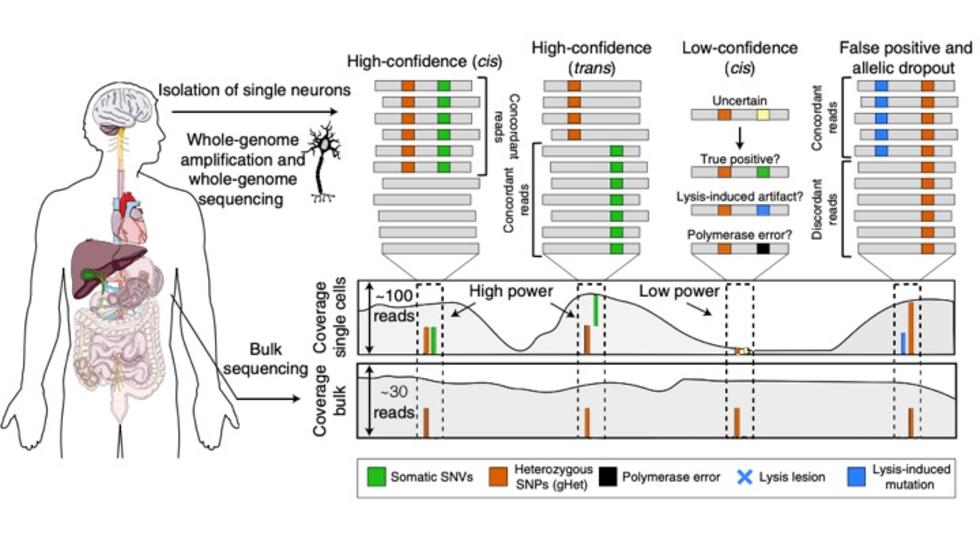 Isolation of single neurons
Whole-genome
amplification and
whole-genome
sequencing
Bulk
sequencing
High-confidence (cis)
Concordant
reads
High-confidence
(trans)
Concordant
reads
Low-confidence
(cis)
Uncertain
True positive?
Lysis-induced artifact?
Polymerase error?
False positive and
allelic dropout
Concordant
reads
Discordant
reads
Coverage
single cells
~100
reads
High power
Low power
Coverage
bulk
~30
reads
Somatic SNVs
Heterozygous
SNPs (gHet)
Polymerase error
Lysis lesion
Lysis-induced
mutation